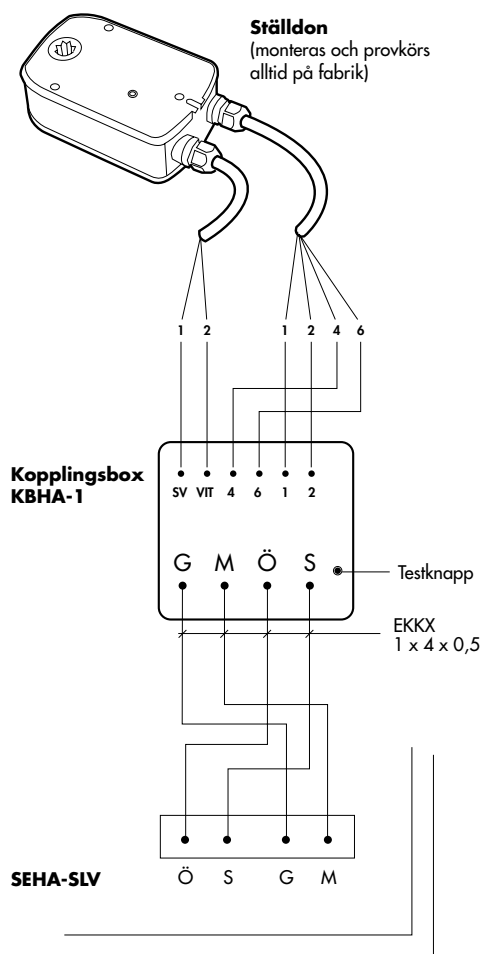 Ställdon
(monteras och provkörs
alltid på fabrik)
1 2 1 2 4 6
Kopplingsbox
KBHA-1
SV VIT 4 6 1 2
G M Ö S
Testknapp
EKKX
1 x 4 x 0,5
SEHA-SLV
Ö S G M